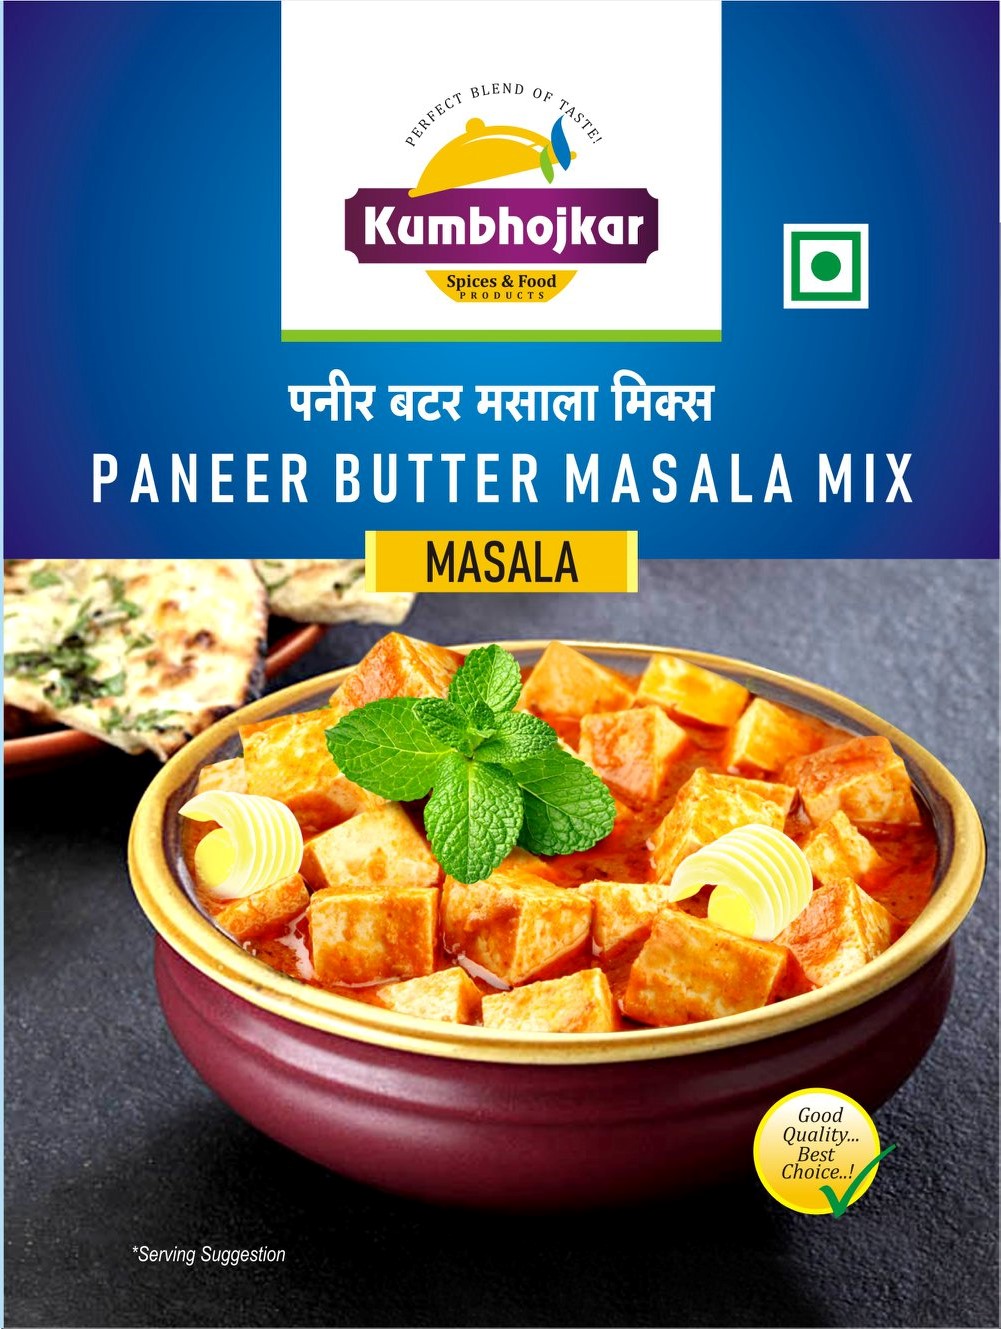 PERFECT BLEND OF TASTE!
Kumbhojkar
Spices & Food
PRODUCTS
पनीर बटर मसाला मिक्स
PANEER BUTTER MASALA MIX
MASALA
Good
Quality...
Best
Choice..!
*Serving Suggestion